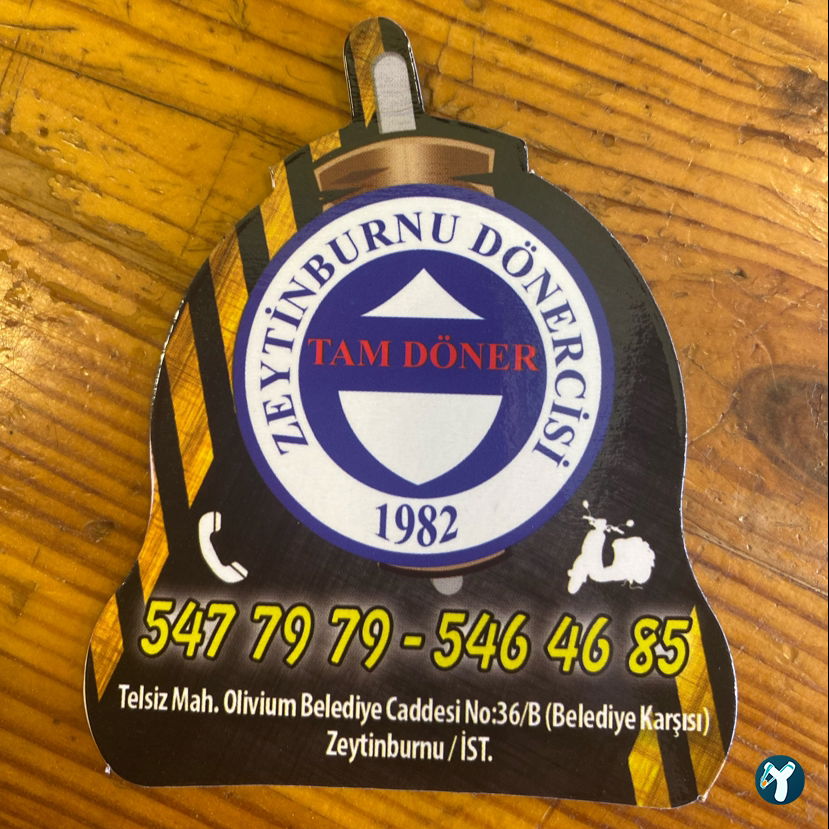 ZEYTİNBURNU DÖNERCİSİ
TAM DÖNER
1982
547 79 79 - 546 46 85
Telsiz Mah. Olivium Belediye Caddesi No:36/B (Belediye Karşısı)
Zeytinburnu / İST.